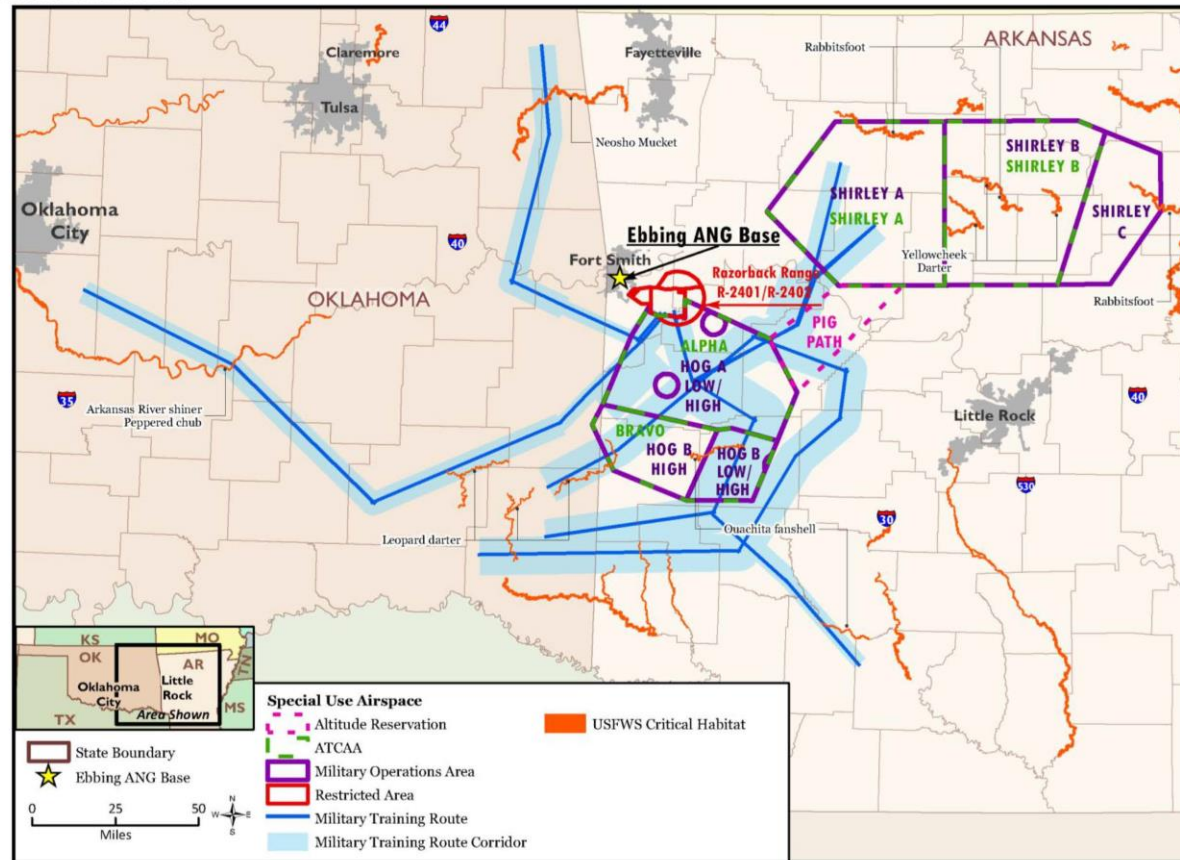 44
Claremore
Tulsa
Fayetteville
Rabbitsfoot
ARKANSAS
Neosho Mucket
SHIRLEY B
SHIRLEY B
SHIRLEY A
SHIRLEY A
SHIRLEY
C
Oklahoma
City
40
Ebbing ANG Base
Fort Smith
Yellowcheek
Darter
Razorback Range
R-2401/R-2402
Rabbitsfoot
OKLAHOMA
PIG
PATH
ALPHA
HOG A
LOW/
HIGH
35
Arkansas River shiner
Peppered chub
Little Rock
40
BRAVO
HOG B
HIGH
HOG B
LOW/
HIGH
530
30
Leopard darter
Ouachita fanshell
KS
MO
OK
AR
TN
Oklahoma
City
Little
Rock
TX
Area Shown
MS
State Boundary
Ebbing ANG Base
0 25 50
Miles
N
W E
S
Special Use Airspace
Altitude Reservation
ATCAA
Military Operations Area
Restricted Area
Military Training Route
Military Training Route Corridor
USFWS Critical Habitat